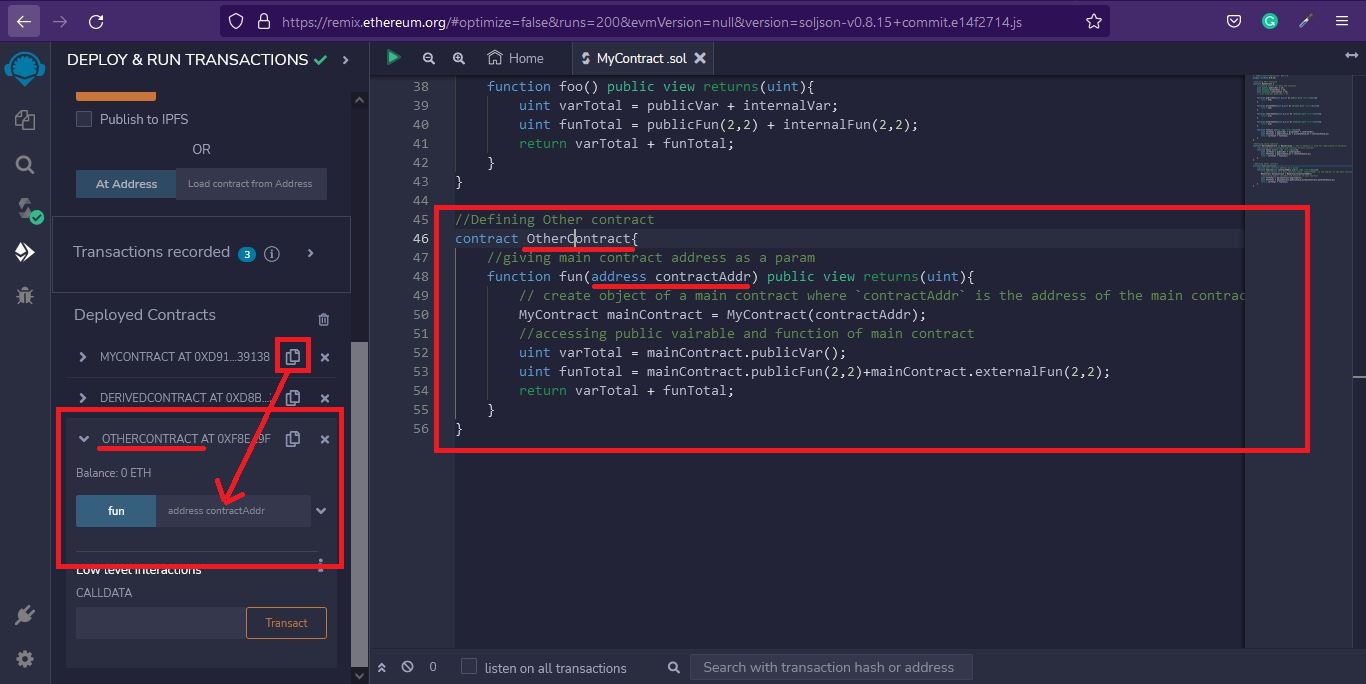 https://remix.ethereum.org/#optimize=false&runs=200&evmVersion=null&version=soljson-v0.8.15+commit.e14f2714.js
DEPLOY & RUN TRANSACTIONS
Publish to IPFS
OR
At Address
Load contract from Address
Transactions recorded 3 i
Deployed Contracts
MYCONTRACT AT 0XD91...39138
DERIVEDCONTRACT AT 0XD8B...
OTHERCONTRACT AT 0XF8E
9F
Balance: 0 ETH
fun
address contractAddr
Low level interactions
CALLDATA
Transact
Home
MyContract .sol
38 function foo() public view returns(uint){
39 uint varTotal = publicVar + internalVar;
40 uint funTotal = publicFun(2,2) + internalFun(2,2);
41 return varTotal + funTotal;
42 }
43 }
44
45 //Defining Other contract
46 contract OtherContract{
47 //giving main contract address as a param
48 function fun(address contractAddr) public view returns(uint){
49 // create object of a main contract where `contractAddr` is the address of the main contrac
50 MyContract mainContract = MyContract(contractAddr);
51 //accessing public vairable and function of main contract
52 uint varTotal = mainContract.publicVar();
53 uint funTotal = mainContract.publicFun(2,2)+mainContract.externalFun(2,2);
54 return varTotal + funTotal;
55 }
56 }
0
listen on all transactions
Search with transaction hash or address